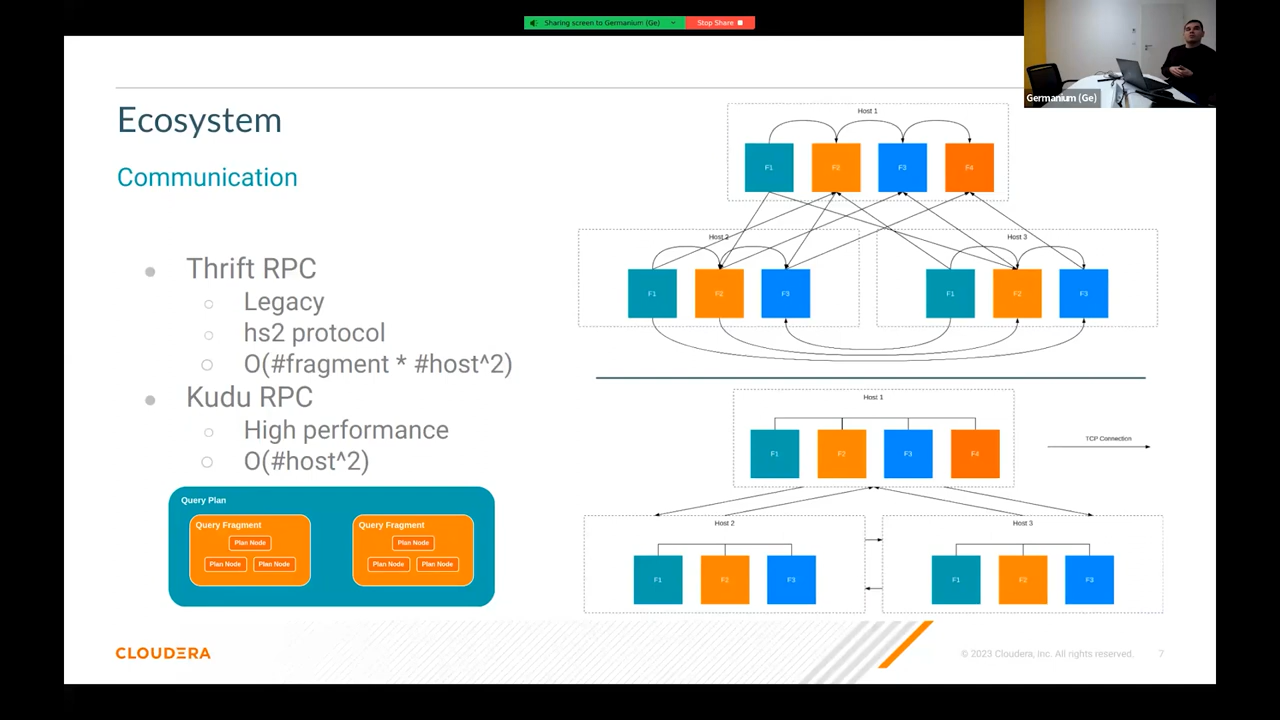 Sharing screen to Germanium (Ge)
Stop Share
Germanium (Ge)
Ecosystem
Communication
Thrift RPC
Legacy
hs2 protocol
O(#fragment * #host^2)
Kudu RPC
High performance
O(#host^2)
Query Plan
Query Fragment
Plan Node
Plan Node Plan Node
Query Fragment
Plan Node
Plan Node Plan Node
Host 1
F1 F2 F3 F4
Host 2
F1 F2 F3
Host 3
F1 F2 F3
Host 1
F1 F2 F3 F4
TCP Connection
Host 2
F1 F2 F3
Host 3
F1 F2 F3
CLOUDERA
© 2023 Cloudera, Inc. All rights reserved. 7